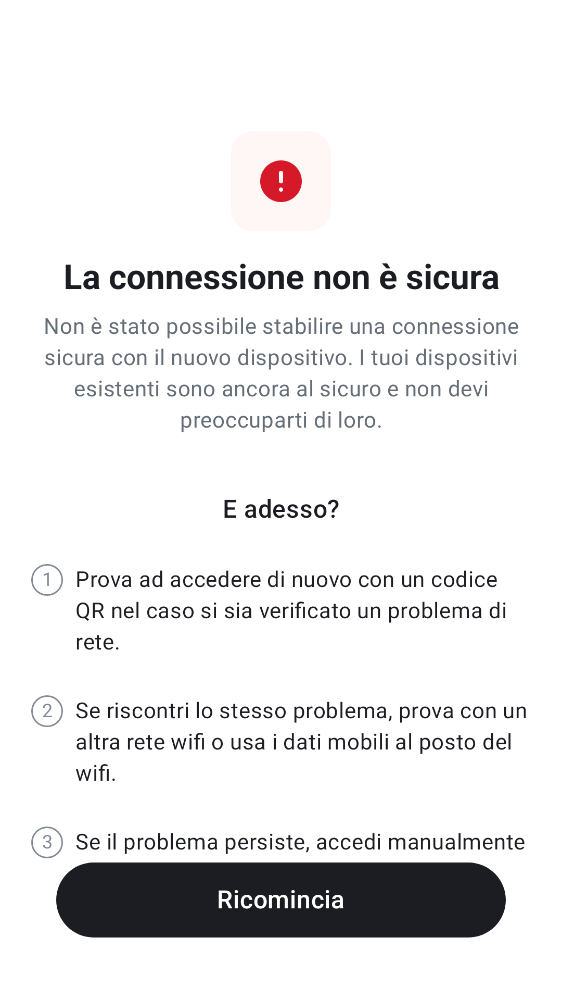 La connessione non è sicura
Non è stato possibile stabilire una connessione
sicura con il nuovo dispositivo. I tuoi dispositivi
esistenti sono ancora al sicuro e non devi
preoccuparti di loro.
E adesso?
1 Prova ad accedere di nuovo con un codice
QR nel caso si sia verificato un problema di
rete.
2 Se riscontri lo stesso problema, prova con un
altra rete wifi o usa i dati mobili al posto del
wifi.
3 Se il problema persiste, accedi manualmente
Ricomincia